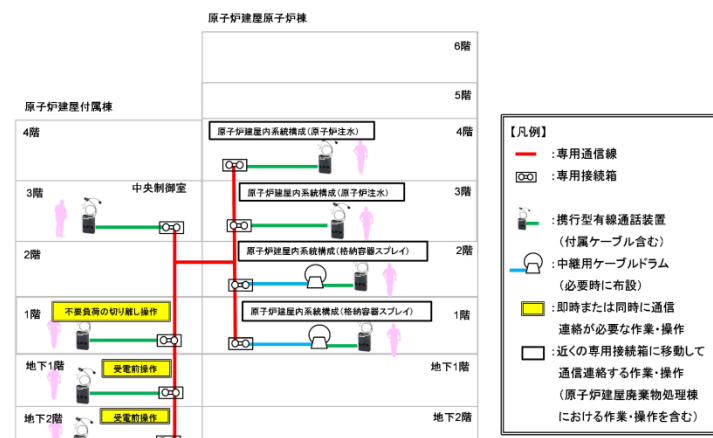 原子炉建屋原子炉棟
6階
5階
原子炉建屋付属棟
4階
原子炉建屋内系統構成(原子炉注水)
4階
3階
中央制御室
原子炉建屋内系統構成(原子炉注水)
3階
2階
原子炉建屋内系統構成(格納容器スプレイ)
2階
1階
不要負荷の切り離し操作
原子炉建屋内系統構成(格納容器スプレイ)
1階
地下1階
受電前操作
地下1階
地下2階
受電前操作
地下2階
【凡例】
:専用通信線
:専用接続箱
:携行型有線通話装置
(付属ケーブル含む)
:中継用ケーブルドラム
(必要時に布設)
:即時または同時に通信
連絡が必要な作業・操作
:近くの専用接続箱に移動して
通信連絡する作業・操作
(原子炉建屋廃棄物処理棟
における作業・操作を含む)